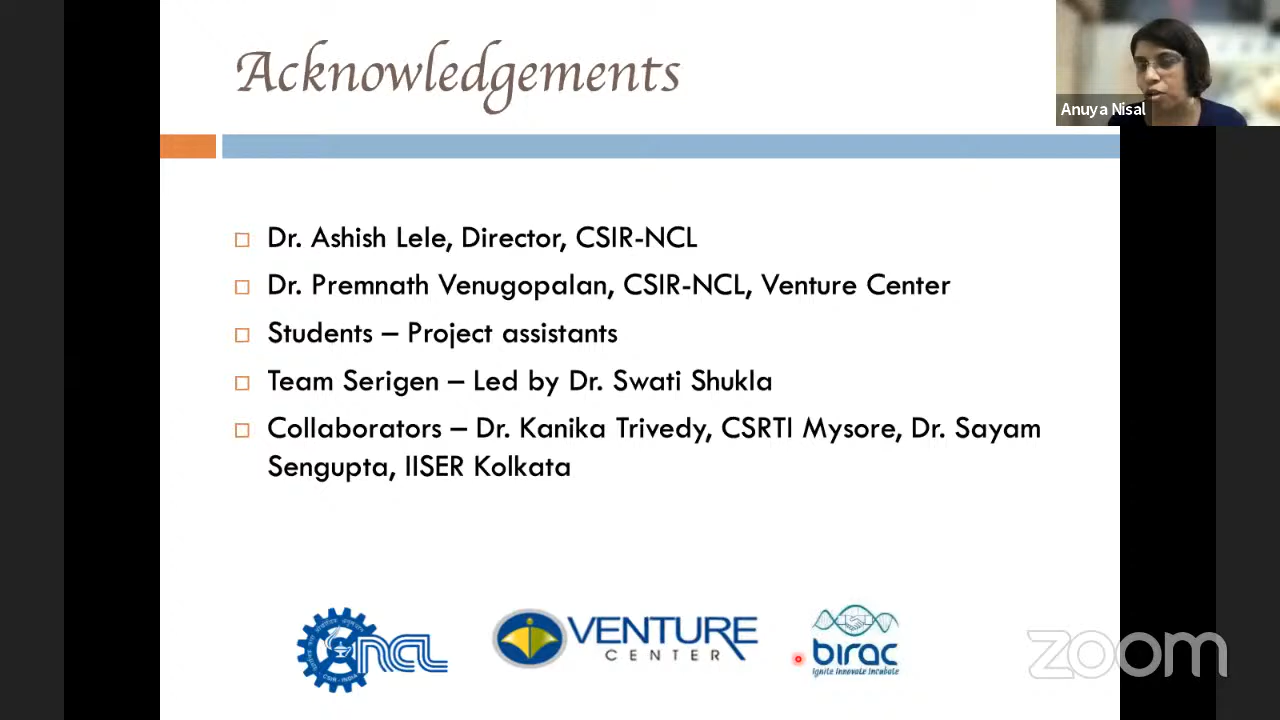 Acknowledgements
Anuya Nisal
Dr. Ashish Lele, Director, CSIR-NCL
Dr. Premnath Venugopalan, CSIR-NCL, Venture Center
Students – Project assistants
Team Serigen – Led by Dr. Swati Shukla
Collaborators – Dr. Kanika Trivedy, CSRTI Mysore, Dr. Sayam
Sengupta, IISER Kolkata
NCL
CSIR-INDIA
VENTURE
CENTER
birac
Ignite Innovate Incubate
zoom